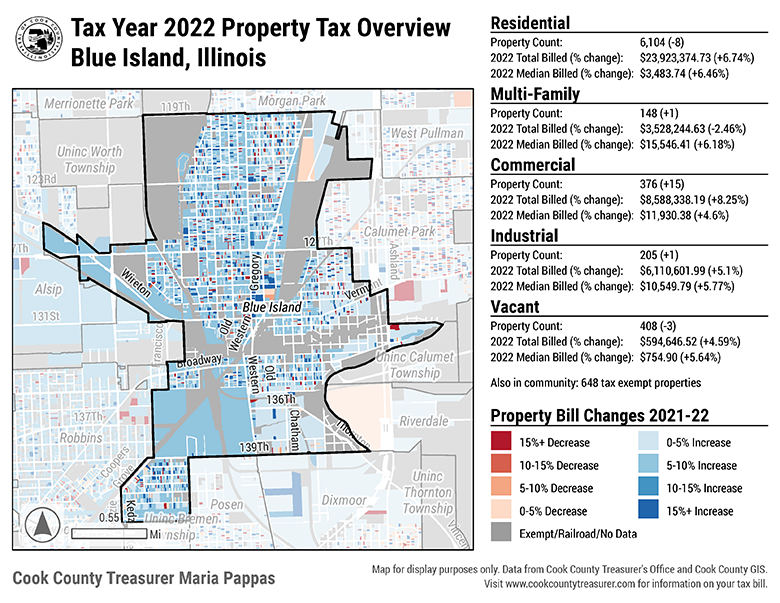 Tax Year 2022 Property Tax Overview
Blue Island, Illinois
Residential
Property Count: 6,104 (-8)
2022 Total Billed (% change): $23,923,374.73 (+6.74%)
2022 Median Billed (% change): $3,483.74 (+6.46%)
Multi-Family
Property Count: 148 (+1)
2022 Total Billed (% change): $3,528,244.63 (-2.46%)
2022 Median Billed (% change): $15,546.41 (+6.18%)
Commercial
Property Count: 376 (+15)
2022 Total Billed (% change): $8,588,338.19 (+8.25%)
2022 Median Billed (% change): $11,930.38 (+4.6%)
Industrial
Property Count: 205 (+1)
2022 Total Billed (% change): $6,110,601.99 (+5.1%)
2022 Median Billed (% change): $10,549.79 (+5.77%)
Vacant
Property Count: 408 (-3)
2022 Total Billed (% change): $594,646.52 (+4.59%)
2022 Median Billed (% change): $754.90 (+5.64%)
Also in community: 648 tax exempt properties
Property Bill Changes 2021-22
15%+ Decrease
10-15% Decrease
5-10% Decrease
0-5% Decrease
Exempt/Railroad/No Data
0-5% Increase
5-10% Increase
10-15% Increase
15%+ Increase
Merrionette Park
119Th
Morgan Park
West Pullman
Uninc Worth
Township
123Rd
Calumet Park
Ashland
Gregory
Wireton
Vermont
Alsip
131St
Blue Island
Old
Western
Francisco
Broadway
Uninc Calumet
Township
Old
Western
136Th
Chatham
137Th
Robbins
Riverdale
Thornton
139Th
Coopers
Grove
Posen
Dixmoor
Uninc
Thornton
Township
Kedz
Uninc Bremen
Township
0.55
Mi
Cook County Treasurer Maria Pappas
Map for display purposes only. Data from Cook County Treasurer's Office and Cook County GIS.
Visit www.cookcountytreasurer.com for information on your tax bill.